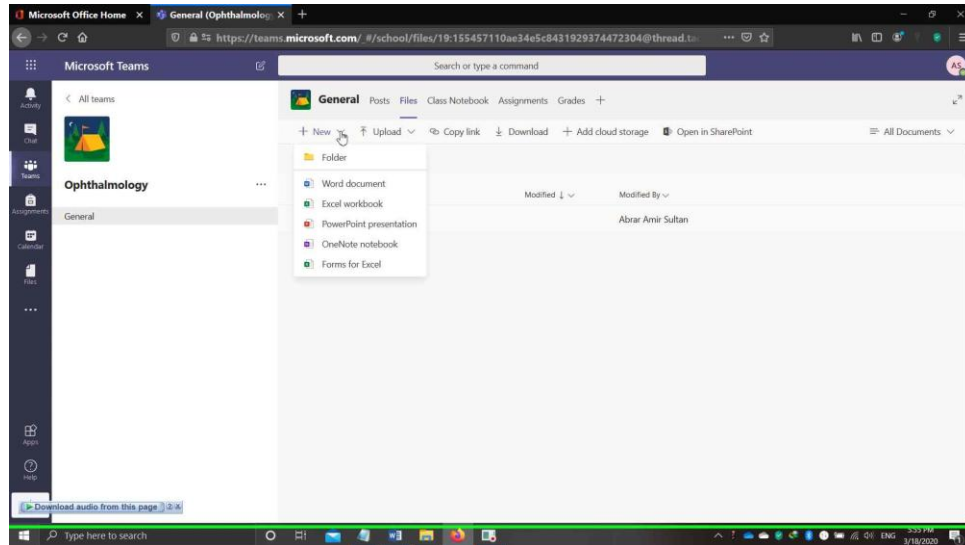 Microsoft Office Home
General (Ophthalmolog
https://teams.microsoft.com/_#/school/files/19:155457110ae34e5c8431929374472304@thread.ta
Microsoft Teams
Search or type a command
AS
Activity
Chat
Teams
Assignments
Calendar
Files
Apps
Help
All teams
Ophthalmology
General
General Posts Files Class Notebook Assignments Grades
New Upload Copy link Download Add cloud storage Open in SharePoint All Documents
Folder
Word document
Excel workbook
PowerPoint presentation
OneNote notebook
Forms for Excel
Modified Modified By
Abrar Amir Sultan
Download audio from this page
Type here to search
ENG
5:55 PM
3/18/2020